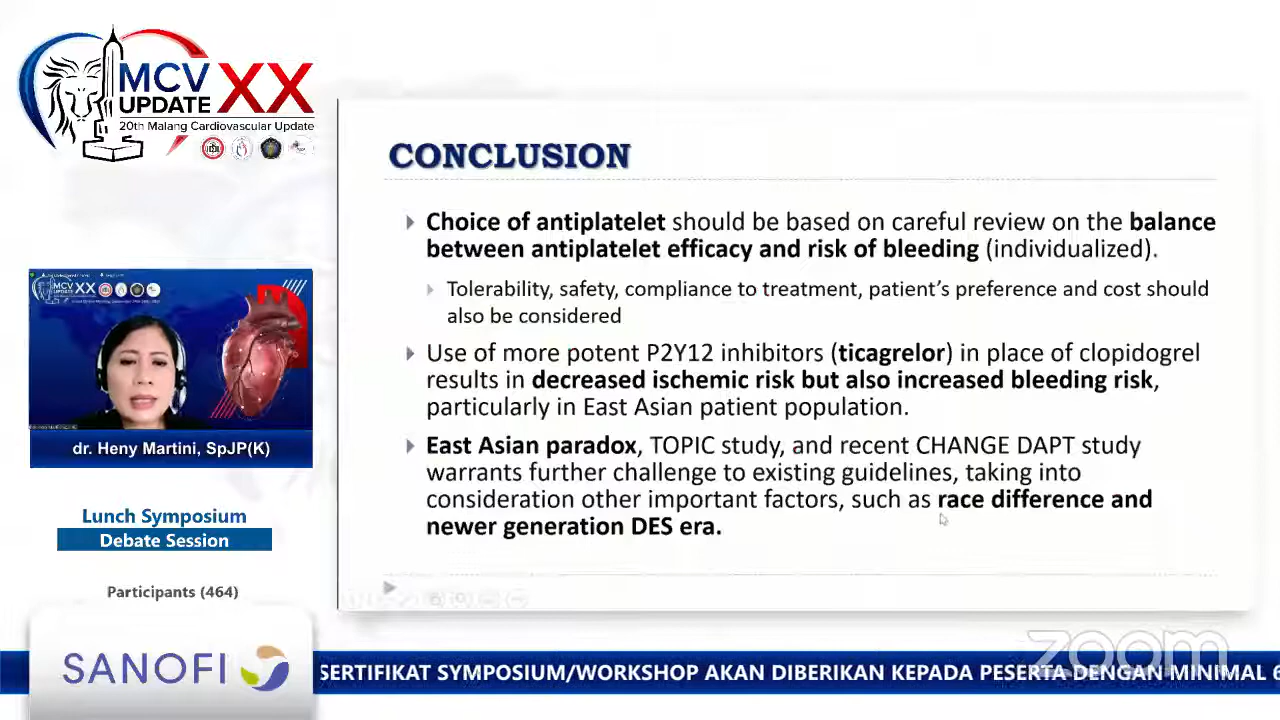 MCV
UPDATE
XX
20th Malang Cardiovascular Update
CONCLUSION
Choice of antiplatelet should be based on careful review on the balance
between antiplatelet efficacy and risk of bleeding (individualized).
Tolerability, safety, compliance to treatment, patient's preference and cost should
also be considered
Use of more potent P2Y12 inhibitors (ticagrelor) in place of clopidogrel
results in decreased ischemic risk but also increased bleeding risk,
particularly in East Asian patient population.
East Asian paradox, TOPIC study, and recent CHANGE DAPT study
warrants further challenge to existing guidelines, taking into
consideration other important factors, such as race difference and
newer generation DES era.
MCV
UPDATE XX
dr. Heny Martini, SpJP(K)
Lunch Symposium
Debate Session
Participants (464)
SANOFI
zoom
SERTIFIKAT SYMPOSIUM/WORKSHOP AKAN DIBERIKAN KEPADA PESERTA DENGAN MINIMAL 6